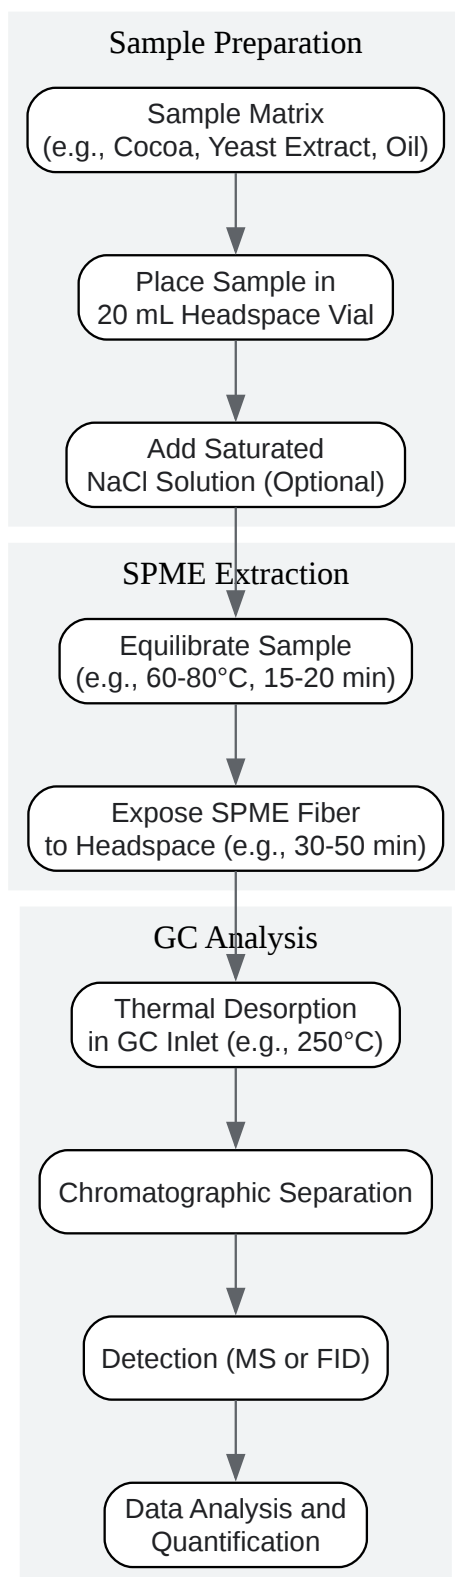 Sample Preparation
Sample Matrix
(e.g., Cocoa, Yeast Extract, Oil)
Place Sample in
20 mL Headspace Vial
Add Saturated
NaCl Solution (Optional)
SPME Extraction
Equilibrate Sample
(e.g., 60-80°C, 15-20 min)
Expose SPME Fiber
to Headspace (e.g., 30-50 min)
GC Analysis
Thermal Desorption
in GC Inlet (e.g., 250°C)
Chromatographic Separation
Detection (MS or FID)
Data Analysis and
Quantification